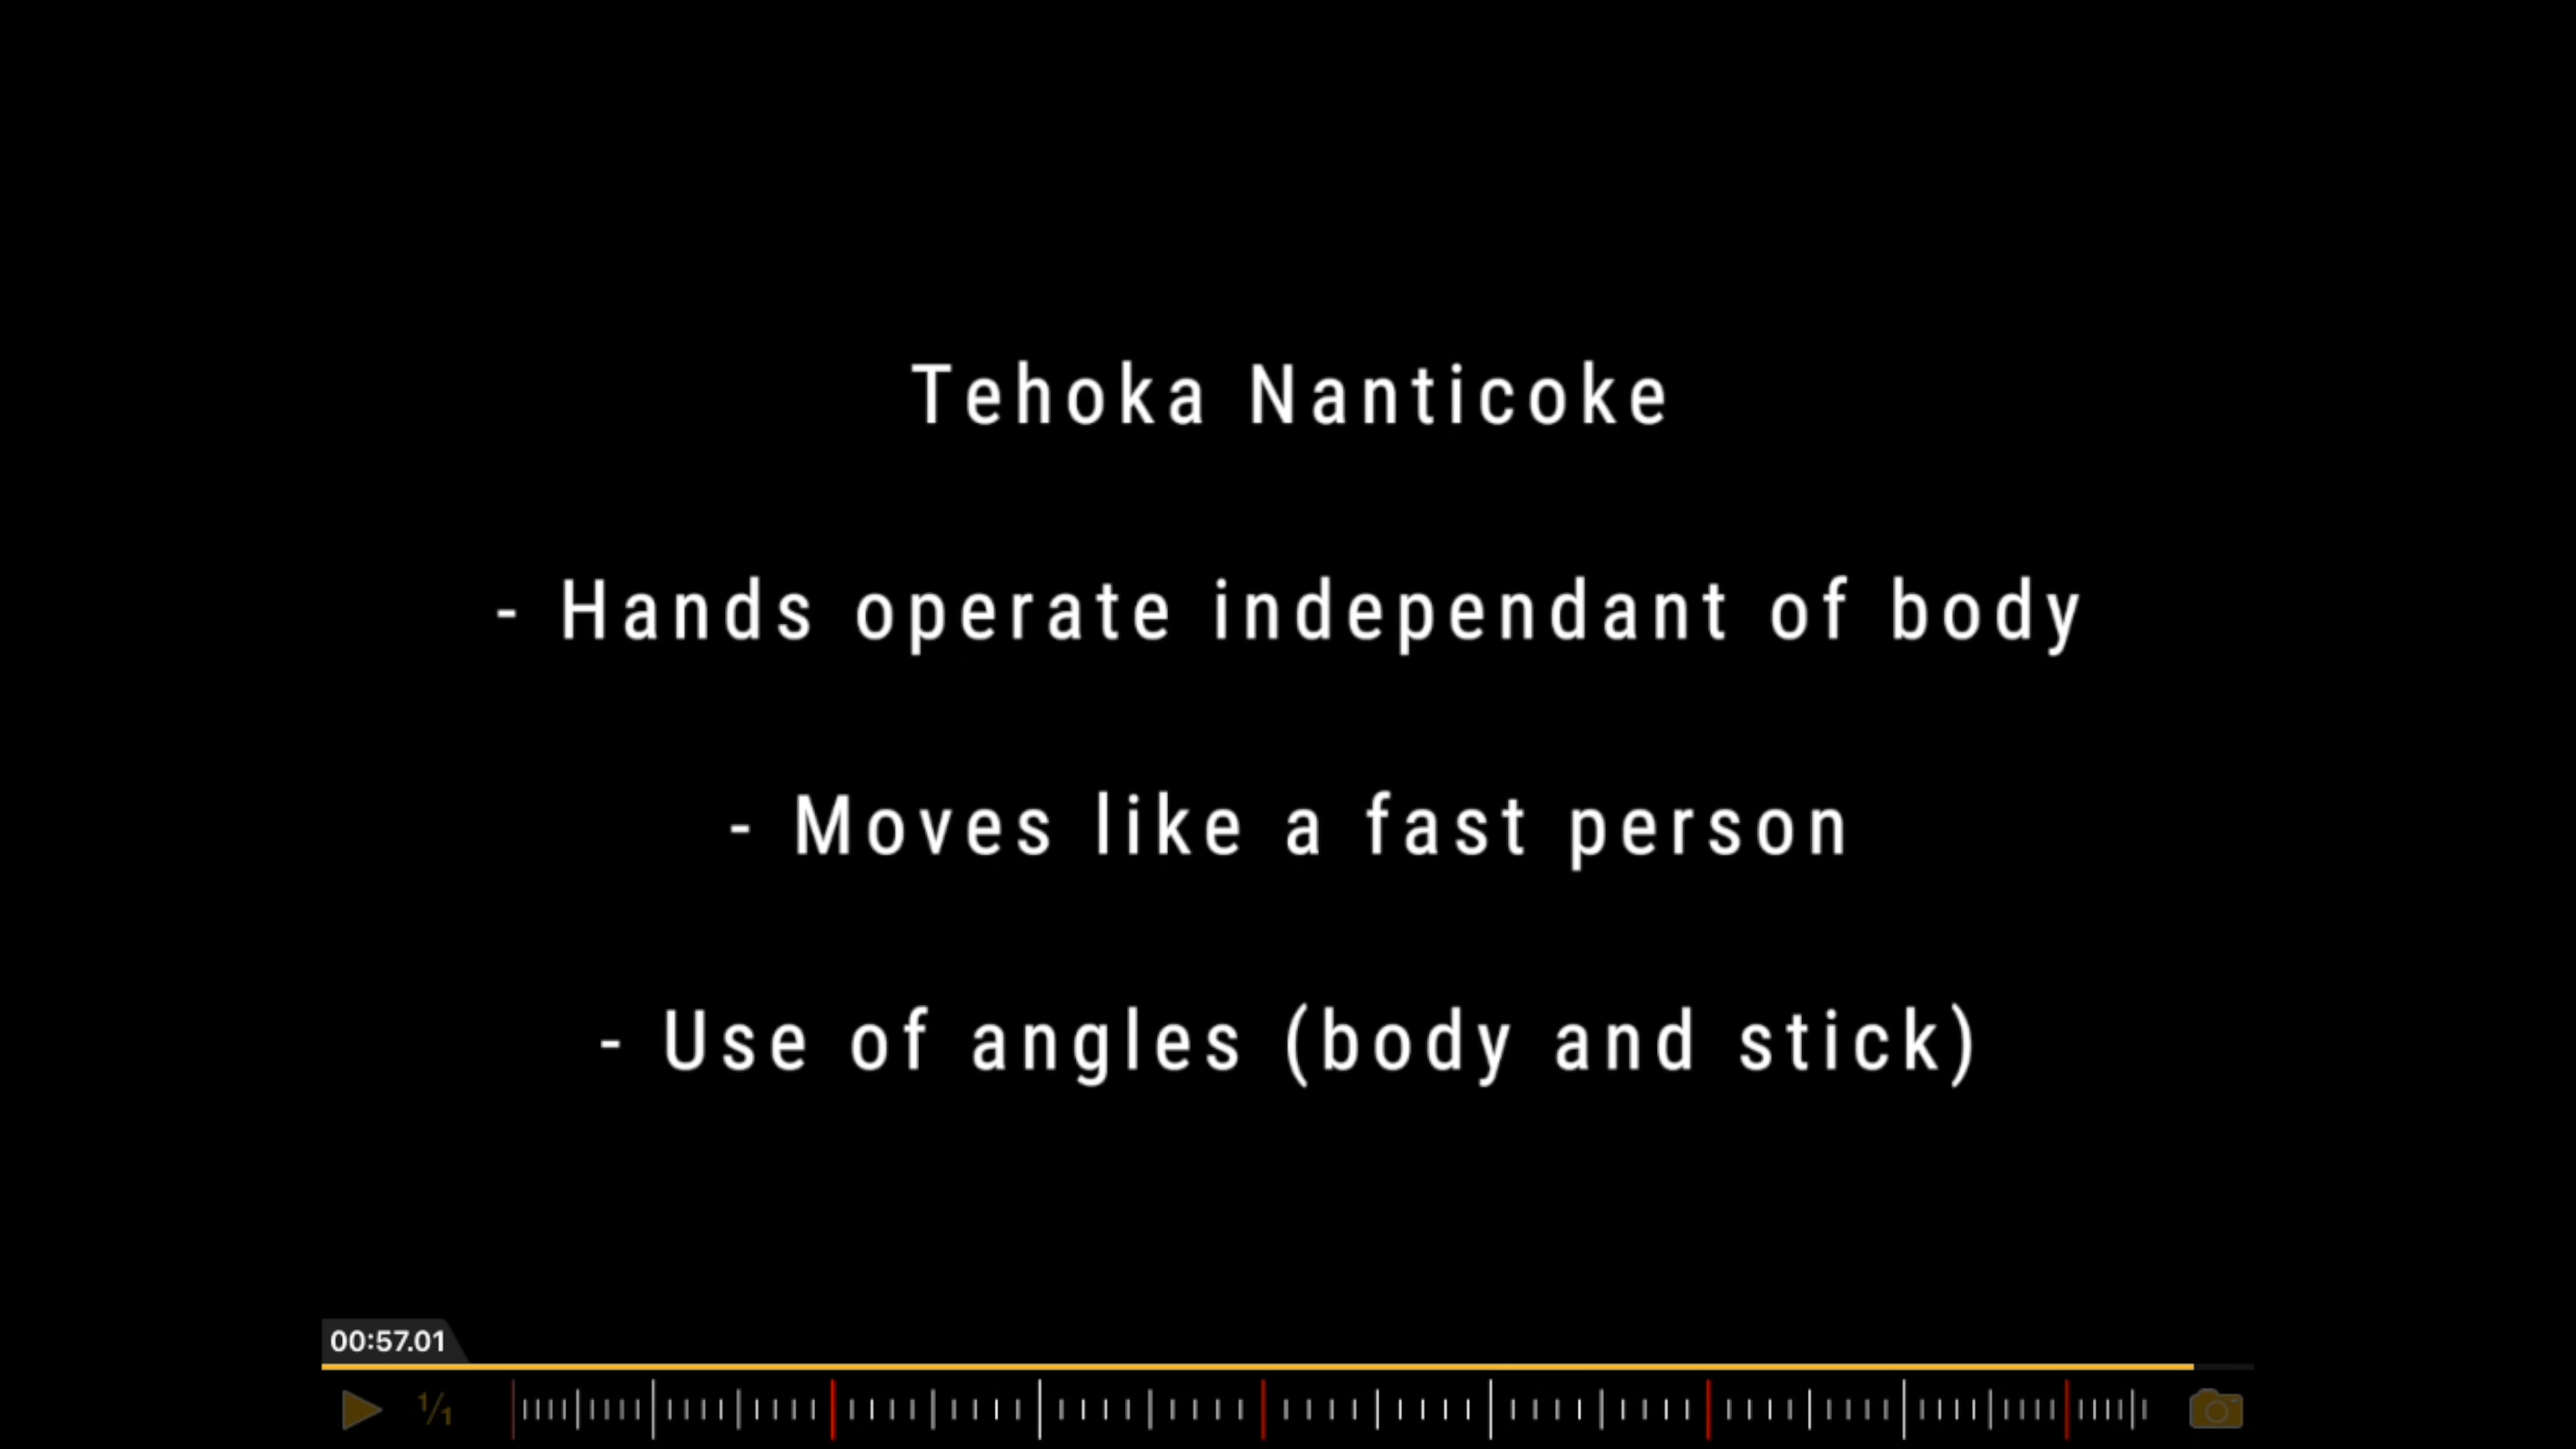 Tehoka Nanticoke
- Hands operate independant of body
- Moves like a fast person
- Use of angles (body and stick)
00:57.01
1/1